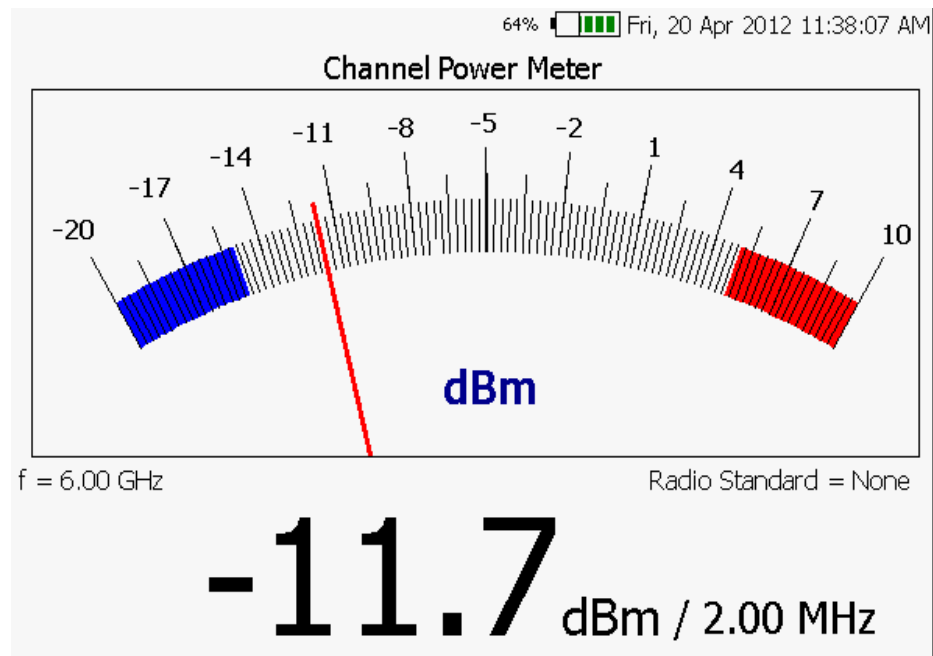 64% Fri, 20 Apr 2012 11:38:07 AM
Channel Power Meter
-20 -17 -14 -11 -8 -5 -2 1 4 7 10
dBm
f = 6.00 GHz Radio Standard = None
-11.7 dBm / 2.00 MHz